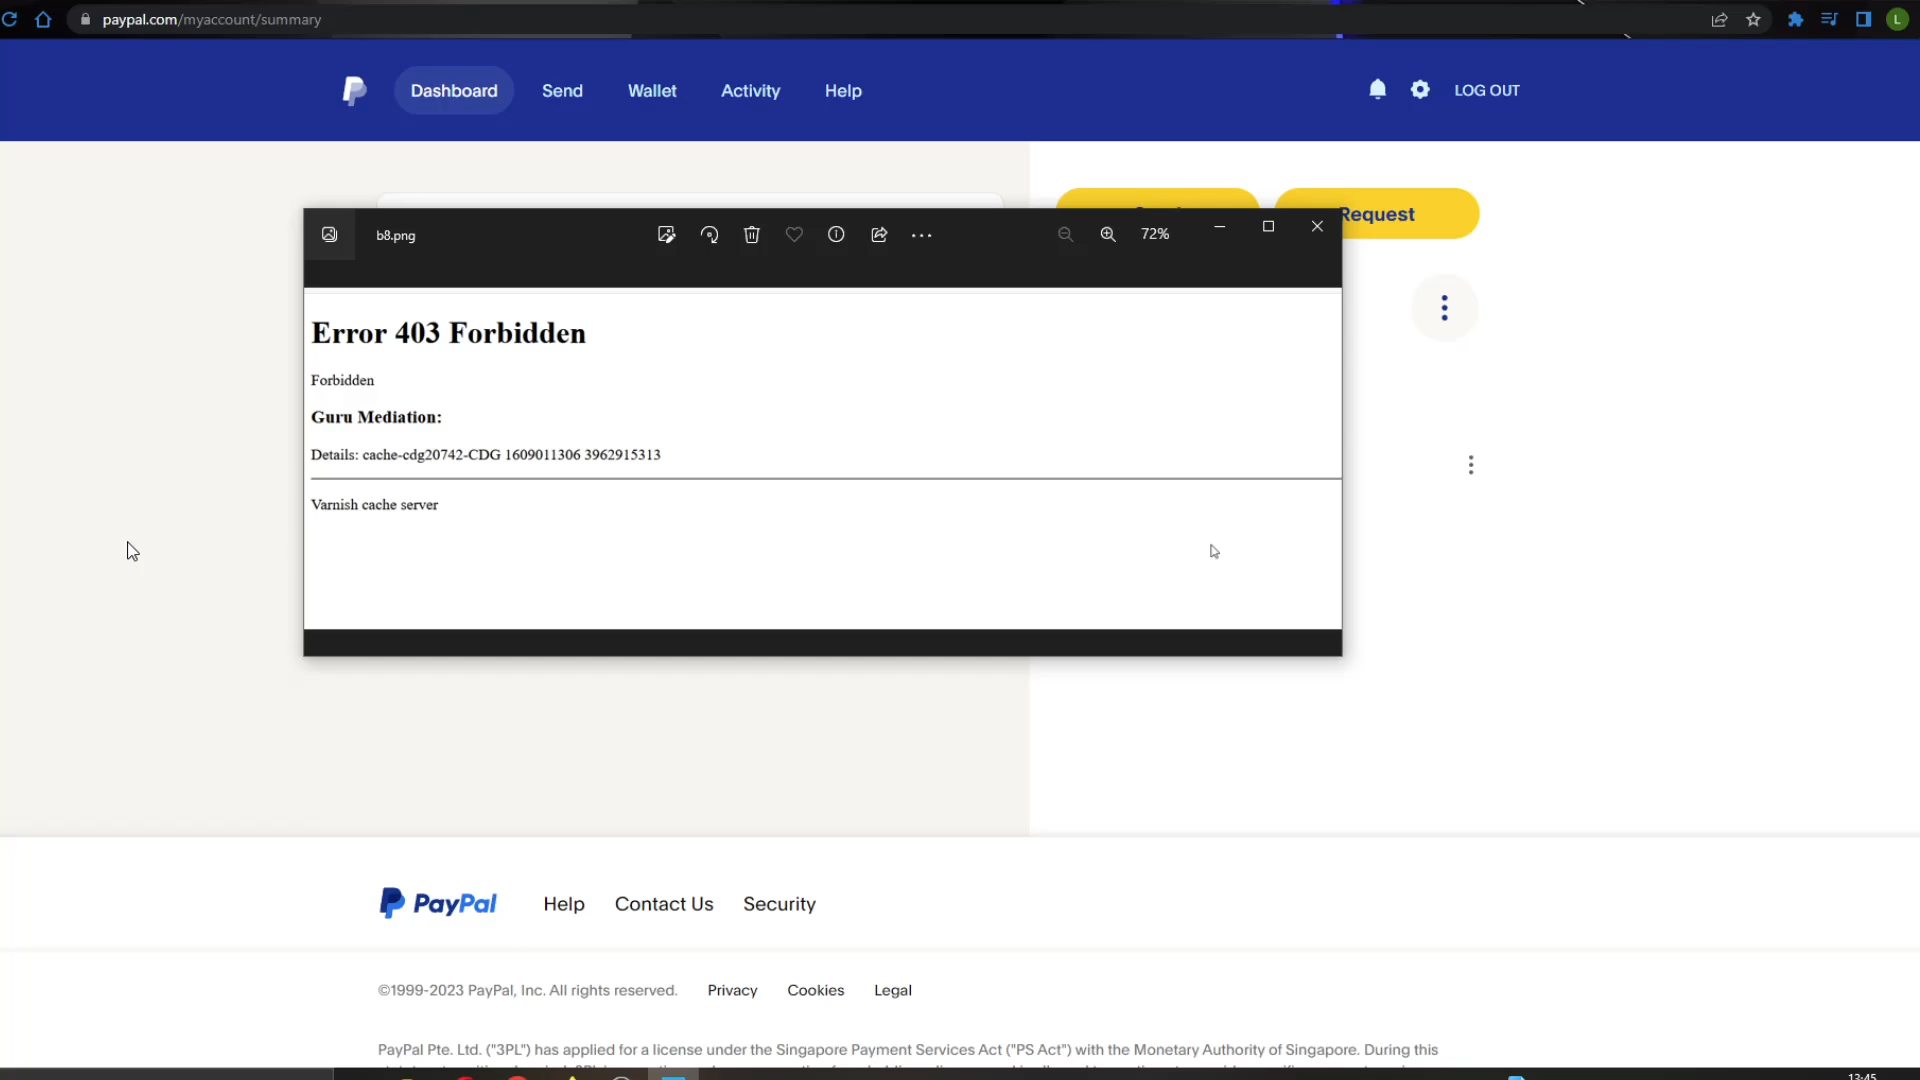 paypal.com/myaccount/summary
L
Dashboard
Send
Wallet
Activity
Help
LOG OUT
Request
b8.png
72%
Error 403 Forbidden
Forbidden
Guru Mediation:
Details: cache-cdg20742-CDG 1609011306 3962915313
Varnish cache server
PayPal
Help
Contact Us
Security
©1999-2023 PayPal, Inc. All rights reserved.
Privacy
Cookies
Legal
PayPal Pte. Ltd. ("3PL") has applied for a license under the Singapore Payment Services Act ("PS Act") with the Monetary Authority of Singapore. During this
13:45